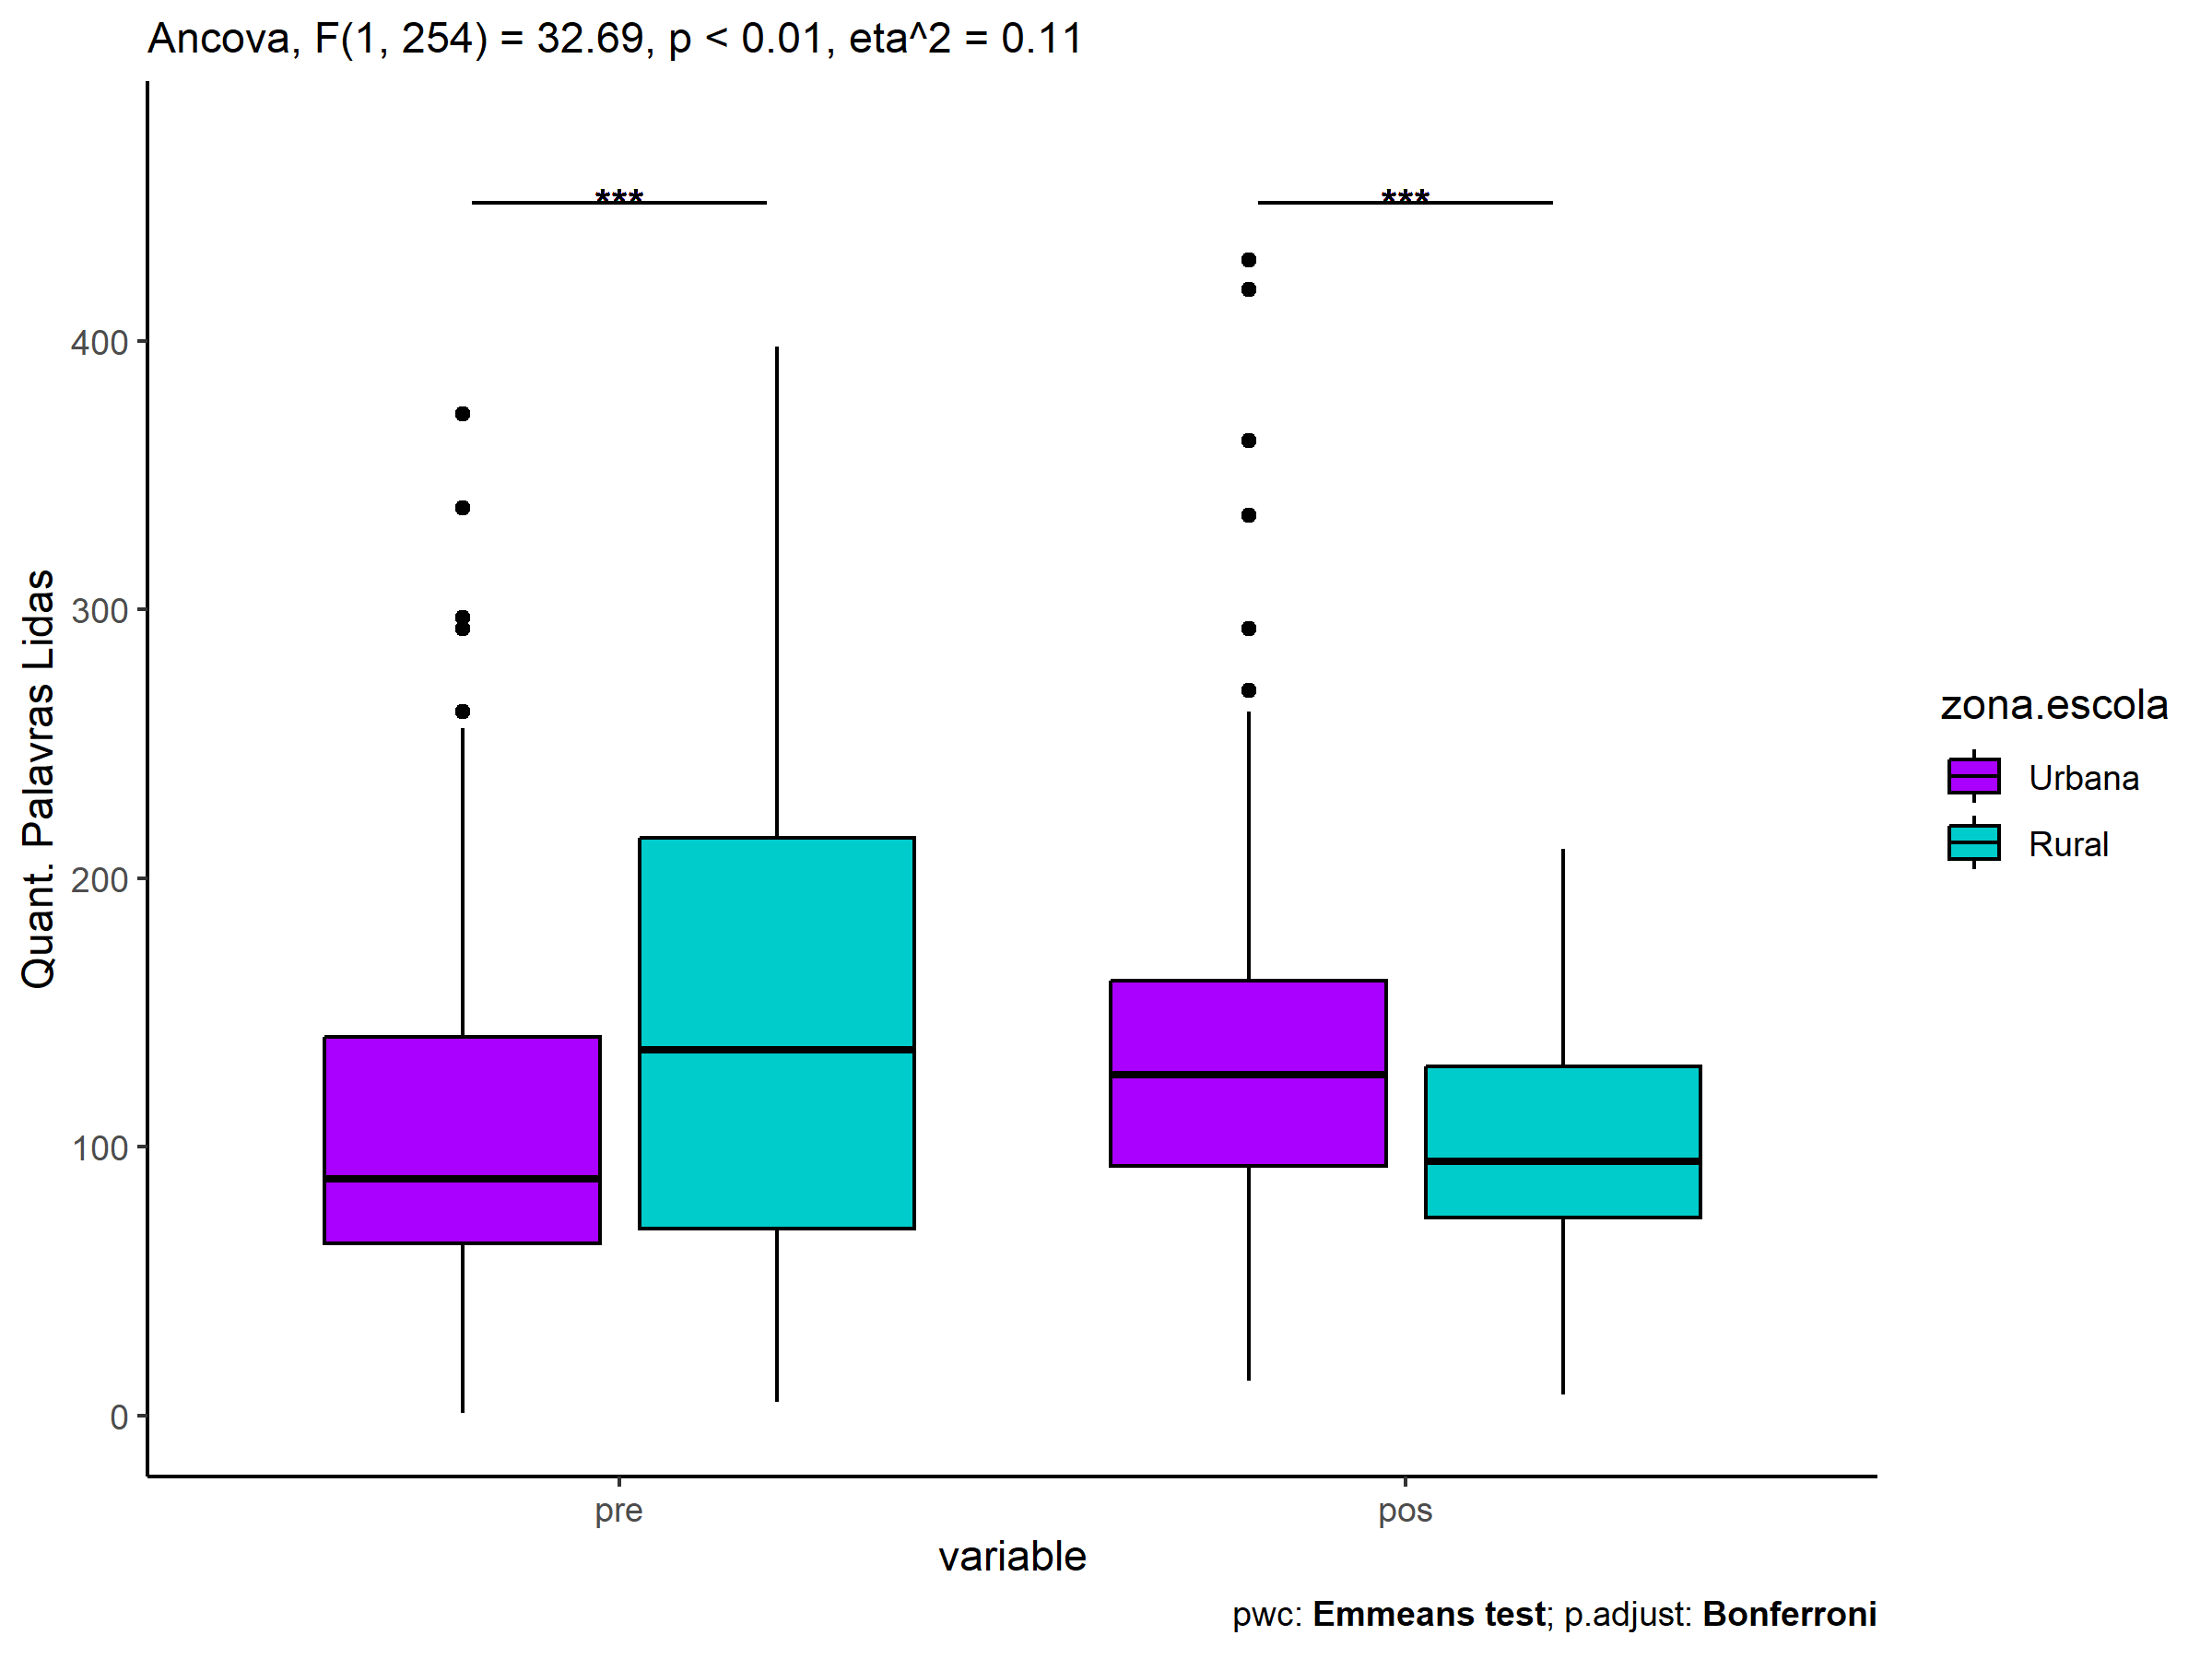 Ancova, F(1, 254) = 32.69, p < 0.01, eta^2 = 0.11
Quant. Palavras Lidas
400
300
200
100
0
***
***
pre
pos
variable
zona.escola
Urbana
Rural
pwc: Emmeans test; p.adjust: Bonferroni